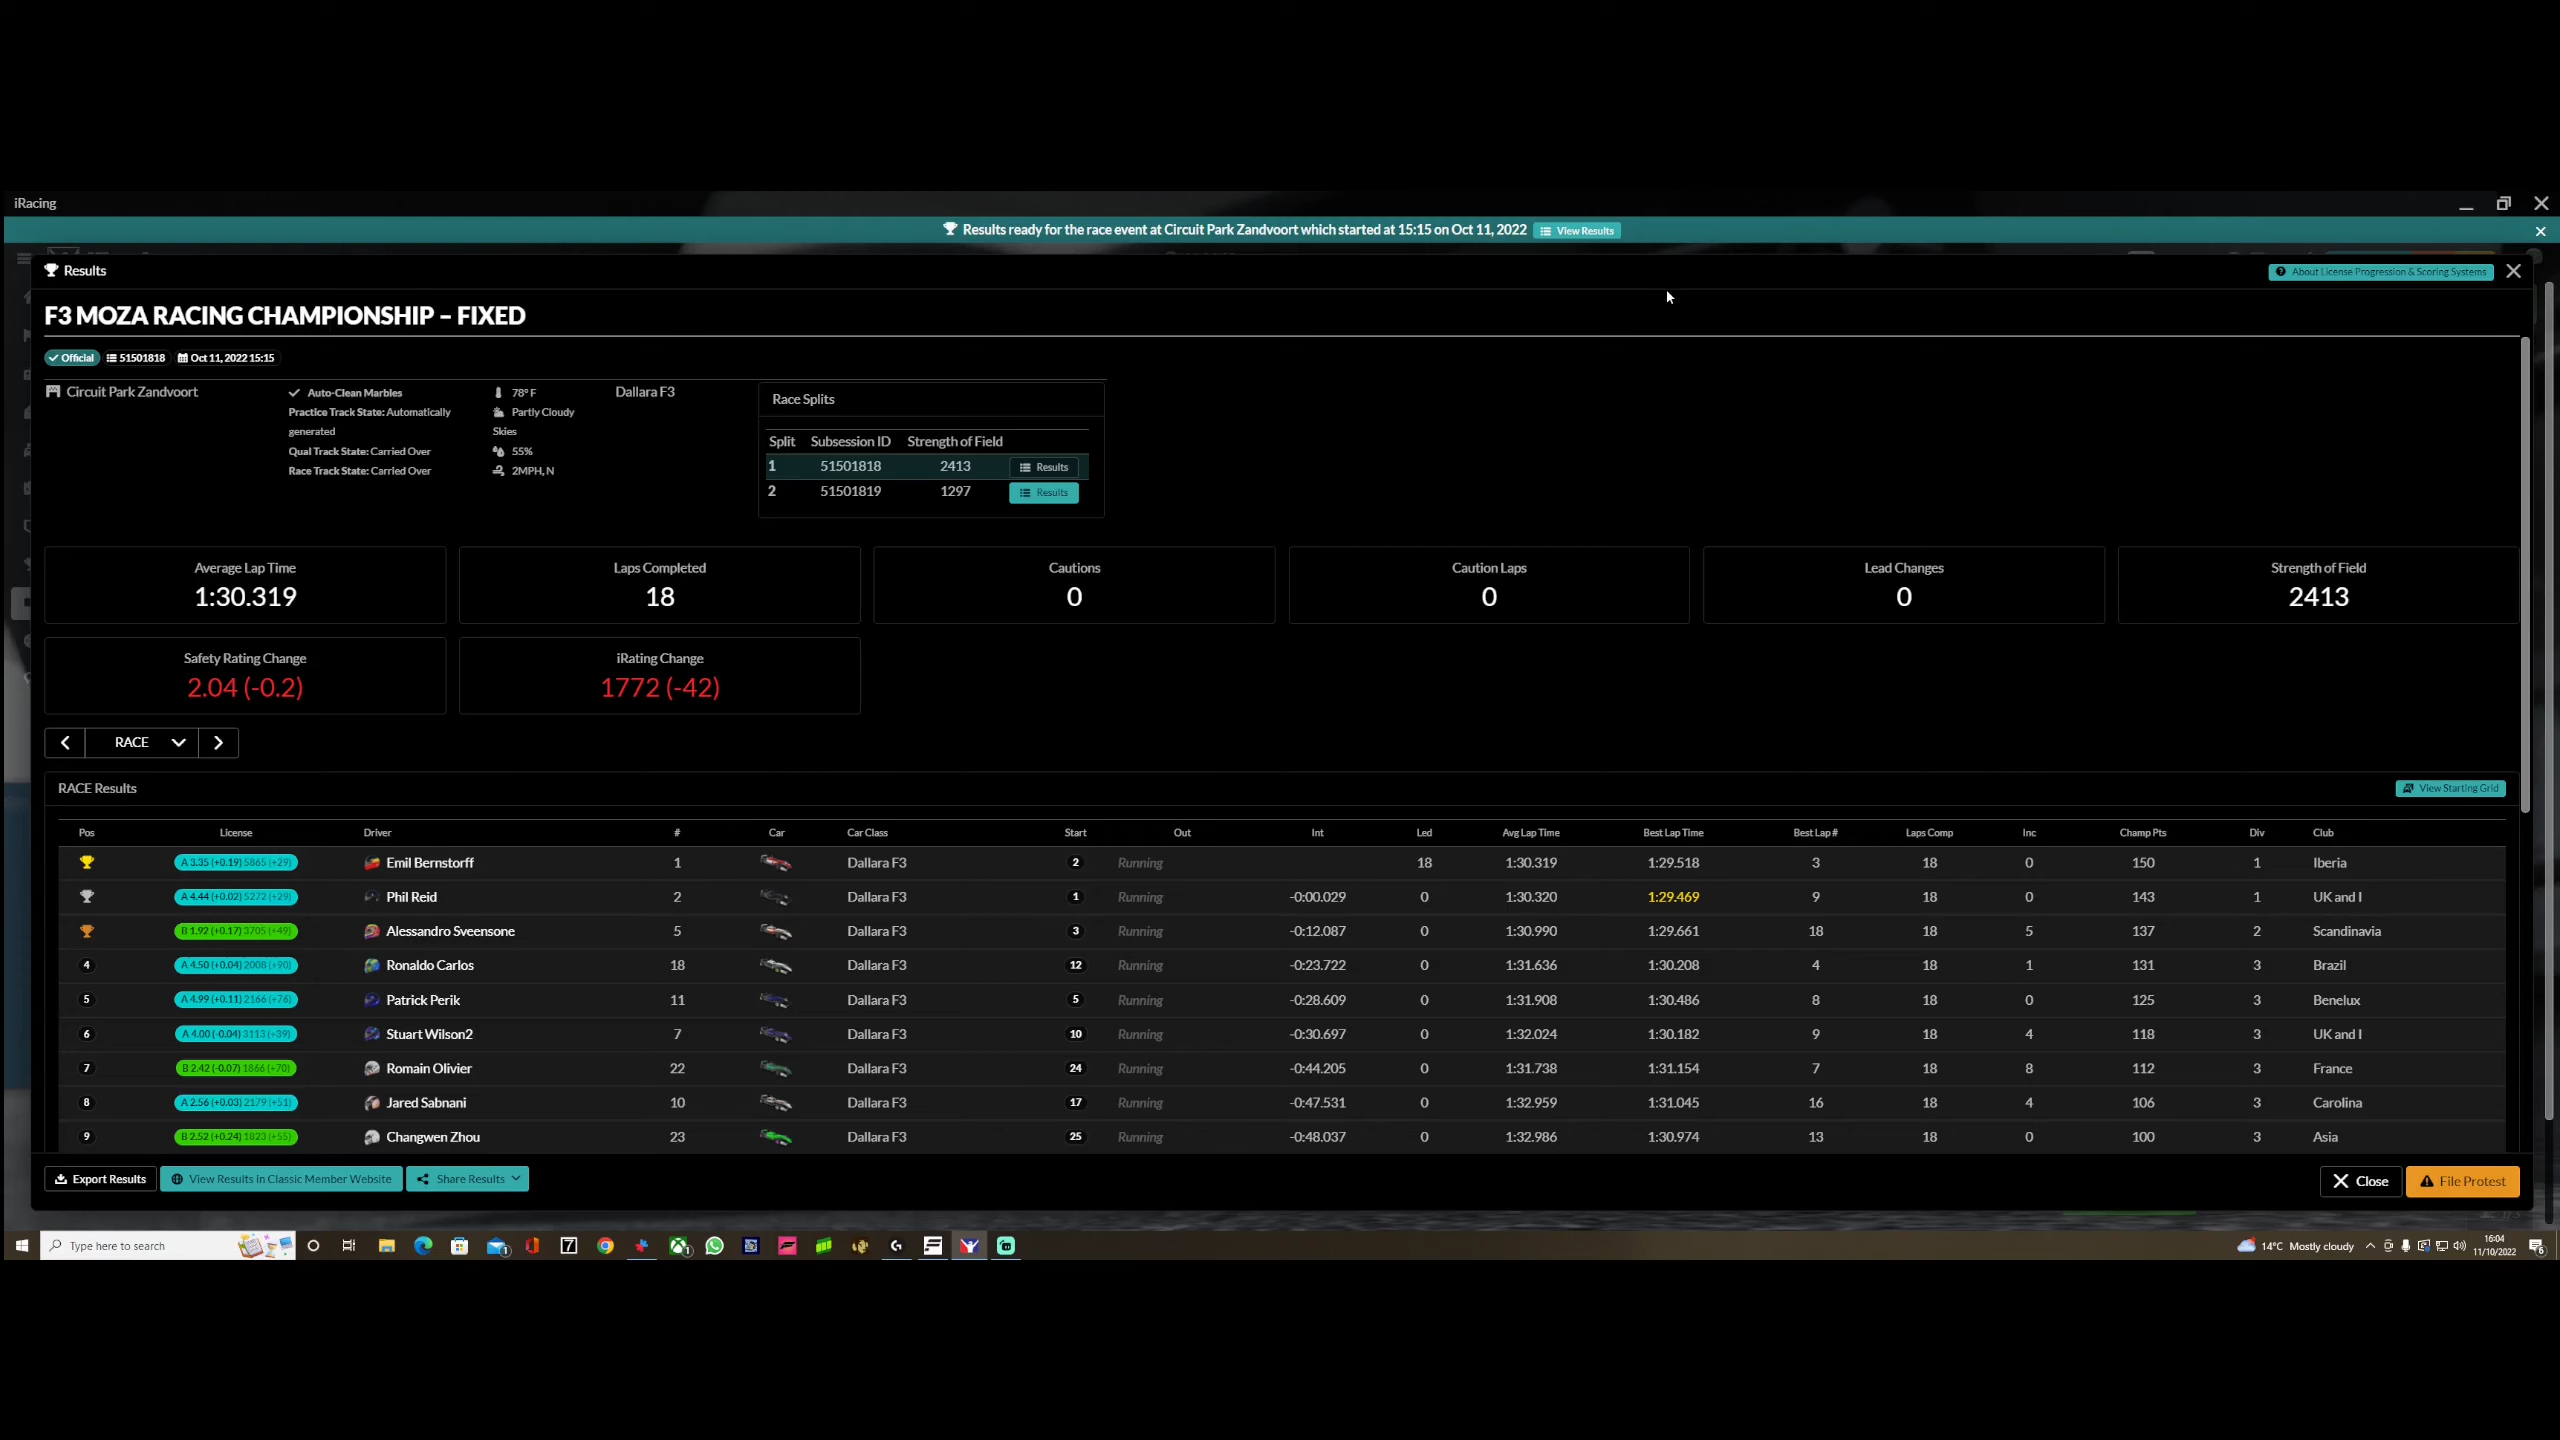 iRacing
Results ready for the race event at Circuit Park Zandvoort which started at 15:15 on Oct 11, 2022 View Results
Results
About License Progression & Scoring Systems
F3 MOZA RACING CHAMPIONSHIP – FIXED
Official 51501818 Oct 11, 2022 15:15
Circuit Park Zandvoort
Auto-Clean Marbles
Practice Track State: Automatically
generated
Qual Track State: Carried Over
Race Track State: Carried Over
78° F
Partly Cloudy
Skies
55%
2MPH, N
Dallara F3
Race Splits
Split Subsession ID Strength of Field
1 51501818 2413 Results
2 51501819 1297 Results
Average Lap Time
1:30.319
Laps Completed
18
Cautions
0
Caution Laps
0
Lead Changes
0
Strength of Field
2413
Safety Rating Change
2.04 (-0.2)
iRating Change
1772 (-42)
RACE
RACE Results
View Starting Grid
Pos License Driver # Car Car Class Start Out Int Led Avg Lap Time Best Lap Time Best Lap # Laps Comp Inc Champ Pts Div Club
A 3.35 (+0.19) 5865 (+29) Emil Bernstorff 1 Dallara F3 2 Running 18 1:30.319 1:29.518 3 18 0 150 1 Iberia
A 4.44 (+0.02) 5272 (+29) Phil Reid 2 Dallara F3 1 Running -0:00.029 0 1:30.320 1:29.469 9 18 0 143 1 UK and I
B 1.92 (+0.17) 3705 (+49) Alessandro Sveensone 5 Dallara F3 3 Running -0:12.087 0 1:30.990 1:29.661 18 18 5 137 2 Scandinavia
4 A 4.50 (+0.04) 2008 (+90) Ronaldo Carlos 18 Dallara F3 12 Running -0:23.722 0 1:31.636 1:30.208 4 18 1 131 3 Brazil
5 A 4.99 (+0.11) 2166 (+76) Patrick Perik 11 Dallara F3 5 Running -0:28.609 0 1:31.908 1:30.486 8 18 0 125 3 Benelux
6 A 4.00 (-0.04) 3113 (+39) Stuart Wilson2 7 Dallara F3 10 Running -0:30.697 0 1:32.024 1:30.182 9 18 4 118 3 UK and I
7 B 2.42 (-0.07) 1866 (+70) Romain Olivier 22 Dallara F3 24 Running -0:44.205 0 1:31.738 1:31.154 7 18 8 112 3 France
8 A 2.56 (+0.03) 2179 (+51) Jared Sabnani 10 Dallara F3 17 Running -0:47.531 0 1:32.959 1:31.045 16 18 4 106 3 Carolina
9 B 2.52 (+0.24) 1823 (+55) Changwen Zhou 23 Dallara F3 25 Running -0:48.037 0 1:32.986 1:30.974 13 18 0 100 3 Asia
Export Results View Results in Classic Member Website Share Results
Close File Protest
Type here to search
14°C Mostly cloudy
16:04
11/10/2022